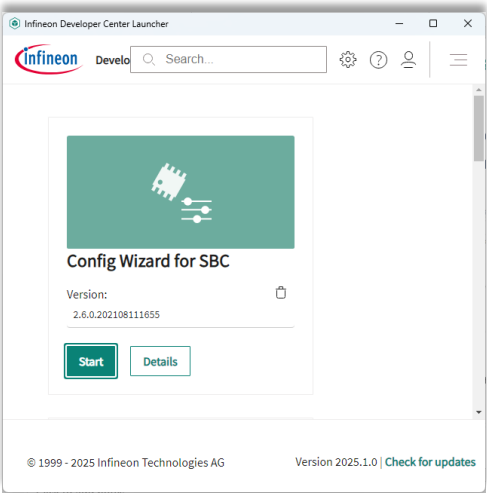 Infineon Developer Center Launcher
infineon Develo Search...
Config Wizard for SBC
Version:
2.6.0.202108111655
Start Details
© 1999 - 2025 Infineon Technologies AG Version 2025.1.0 | Check for updates